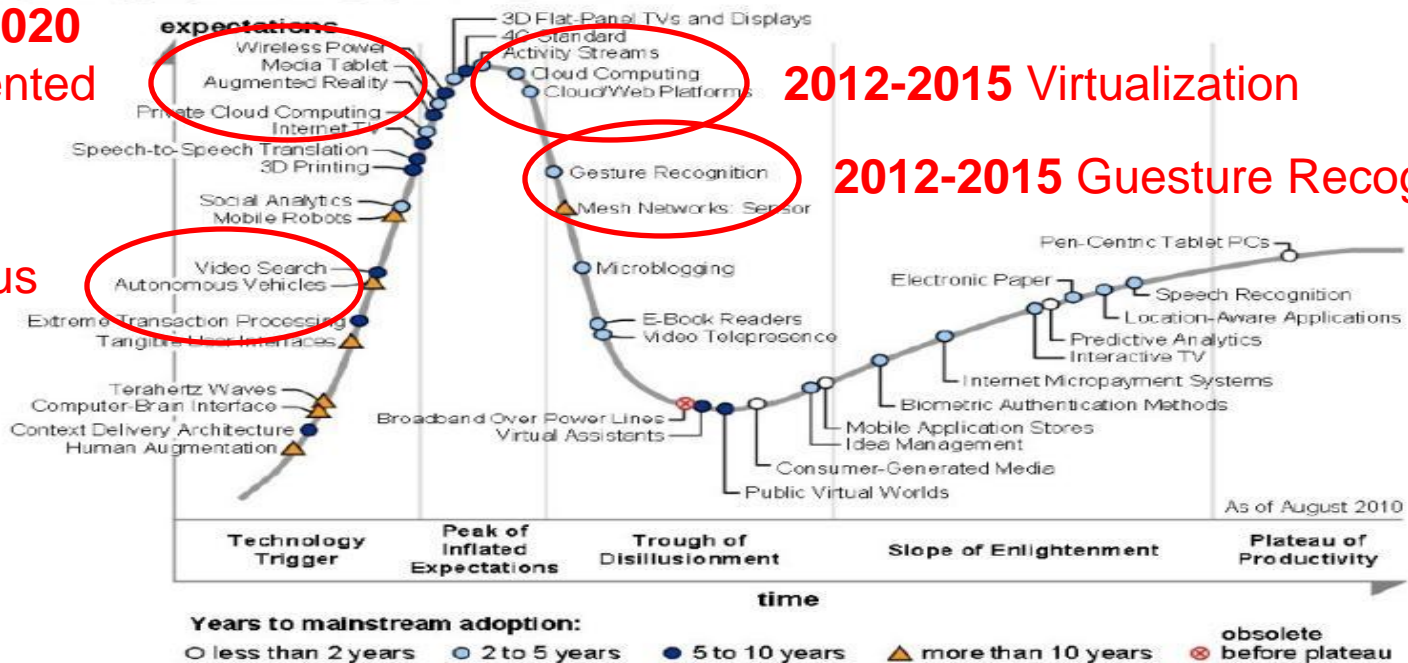 020
ented
us
2012-2015 Virtualization
2012-2015 Guesture Recog
expectations
3D Flat-Panel TVs and Displays
4G Standard
Activity Streams
Wireless Power
Media Tablet
Augmented Reality
Cloud Computing
Cloud/Web Platforms
Private Cloud Computing
Internet TV
Speech-to-Speech Translation
3D Printing
Gesture Recognition
Social Analytics
Mobile Robots
Mesh Networks: Sensor
Video Search
Autonomous Vehicles
Microblogging
Extreme Transaction Processing
Tangible User Interfaces
E-Book Readers
Video Telepresence
Pen-Centric Tablet PCs
Electronic Paper
Speech Recognition
Location-Aware Applications
Predictive Analytics
Interactive TV
Internet Micropayment Systems
Biometric Authentication Methods
Terahertz Waves
Computer-Brain Interface
Context Delivery Architecture
Human Augmentation
Broadband Over Power Lines
Virtual Assistants
Mobile Application Stores
Idea Management
Consumer-Generated Media
Public Virtual Worlds
As of August 2010
Technology
Trigger
Peak of
Inflated
Expectations
Trough of
Disillusionment
Slope of Enlightenment
Plateau of
Productivity
time
Years to mainstream adoption:
less than 2 years
2 to 5 years
5 to 10 years
more than 10 years
obsolete
before plateau